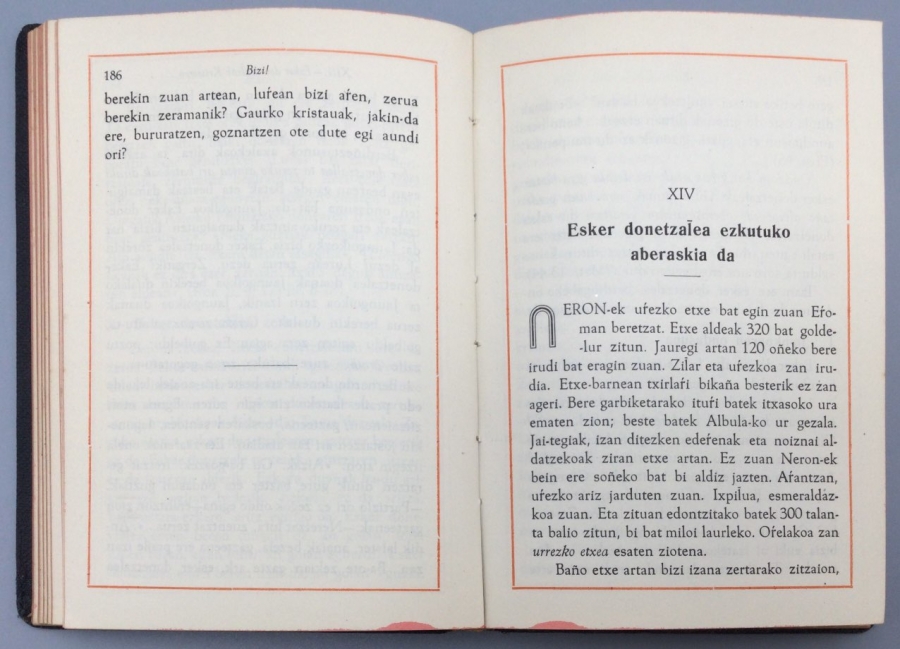 186
Bizi!
berekin zuan artean, luŕean bizi aŕen, zerua
berekin zeramanik? Gaurko kristauak, jakin-da
ere, bururatzen, goznartzen ote dute egi aundi
ori?
XIV
Esker donetzal̄ea ezkutuko
aberaskia da
NERON-ek uŕezko etxe bat egin zuan Eŕo-
man beretzat. Etxe aldeak 320 bat golde-
-lur zitun. Jauregi artan 120 oñeko bere
irudi bat eragin zuan. Zil̄ar eta uŕezkoa zan iru-
dia. Etxe-barnean txirlaŕi bikaña besterik ez zan
ageri. Bere garbiketarako ituŕi batek itxasoko ura
ematen zion; beste batek Albula-ko ur gezala.
Jai-tegiak, izan ditezken edeŕenak eta noiznai al-
datzekoak ziran etxe artan. Ez zuan Neron-ek
bein ere soñeko bat bi aldiz jazten. Aŕantzan,
uŕezko ariz jarduten zuan. Ixpil̄ua, esmeraldaz-
koa zuan. Eta zituan edontzitako batek 300 talan-
ta balio zitun, bi bat miloi laurleko. Oŕelakoa zan
urrezko etxea esaten ziotena.
Baño etxe artan bizi izana zertarako zitzaion,